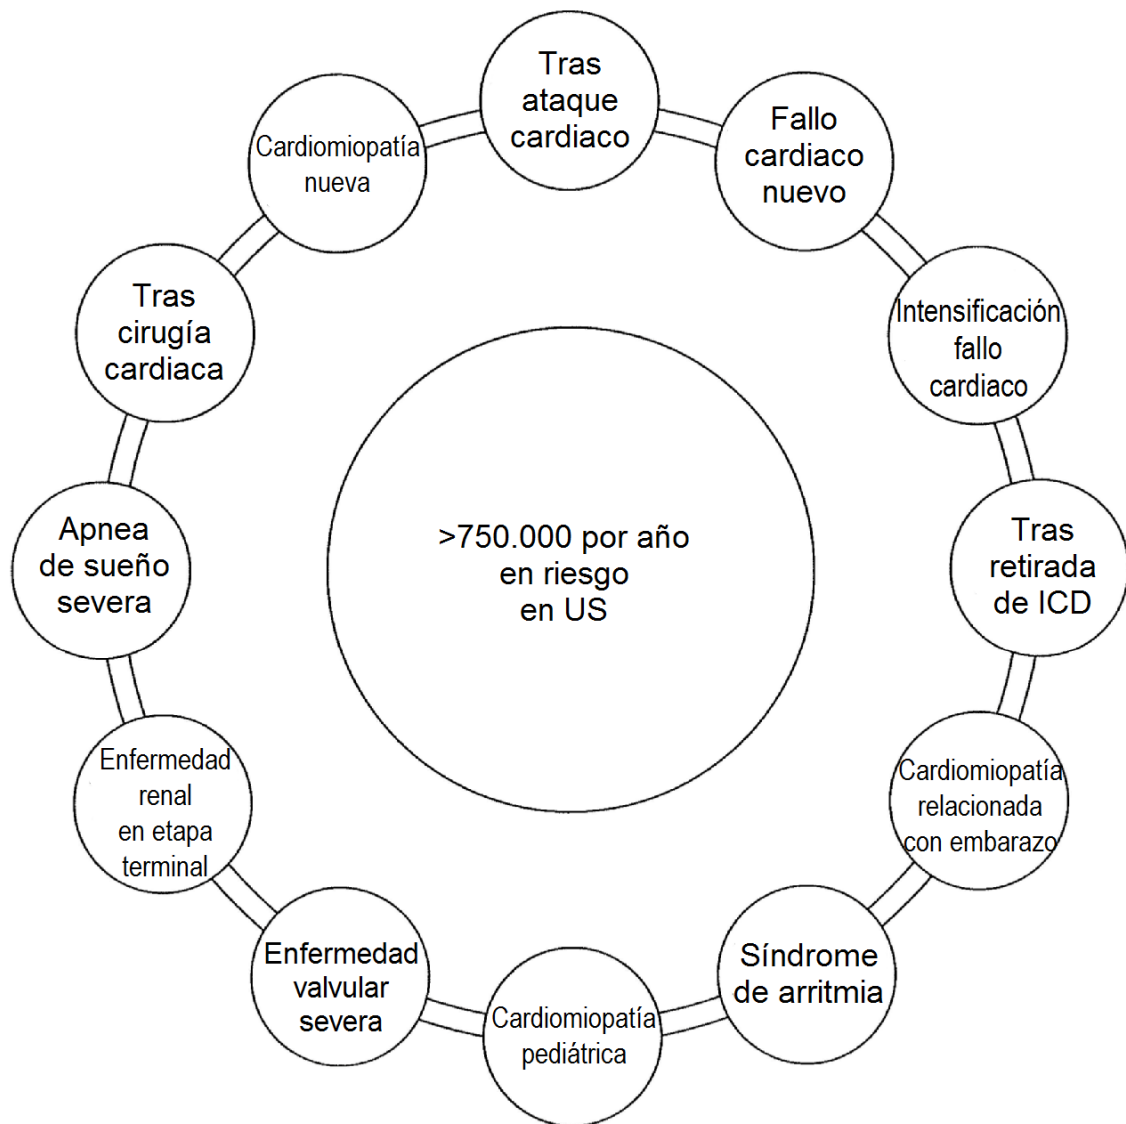 Tras
ataque
cardiaco
Fallo
cardiaco
nuevo
Intensificación
fallo
cardiaco
Tras
retirada
de ICD
Cardiomiopatía
relacionada
con embarazo
Síndrome
de arritmia
Cardiomiopatía
pediátrica
Enfermedad
valvular
severa
Enfermedad
renal
en etapa
terminal
Apnea
de sueño
severa
Tras
cirugía
cardiaca
Cardiomiopatía
nueva
>750.000 por año
en riesgo
en US